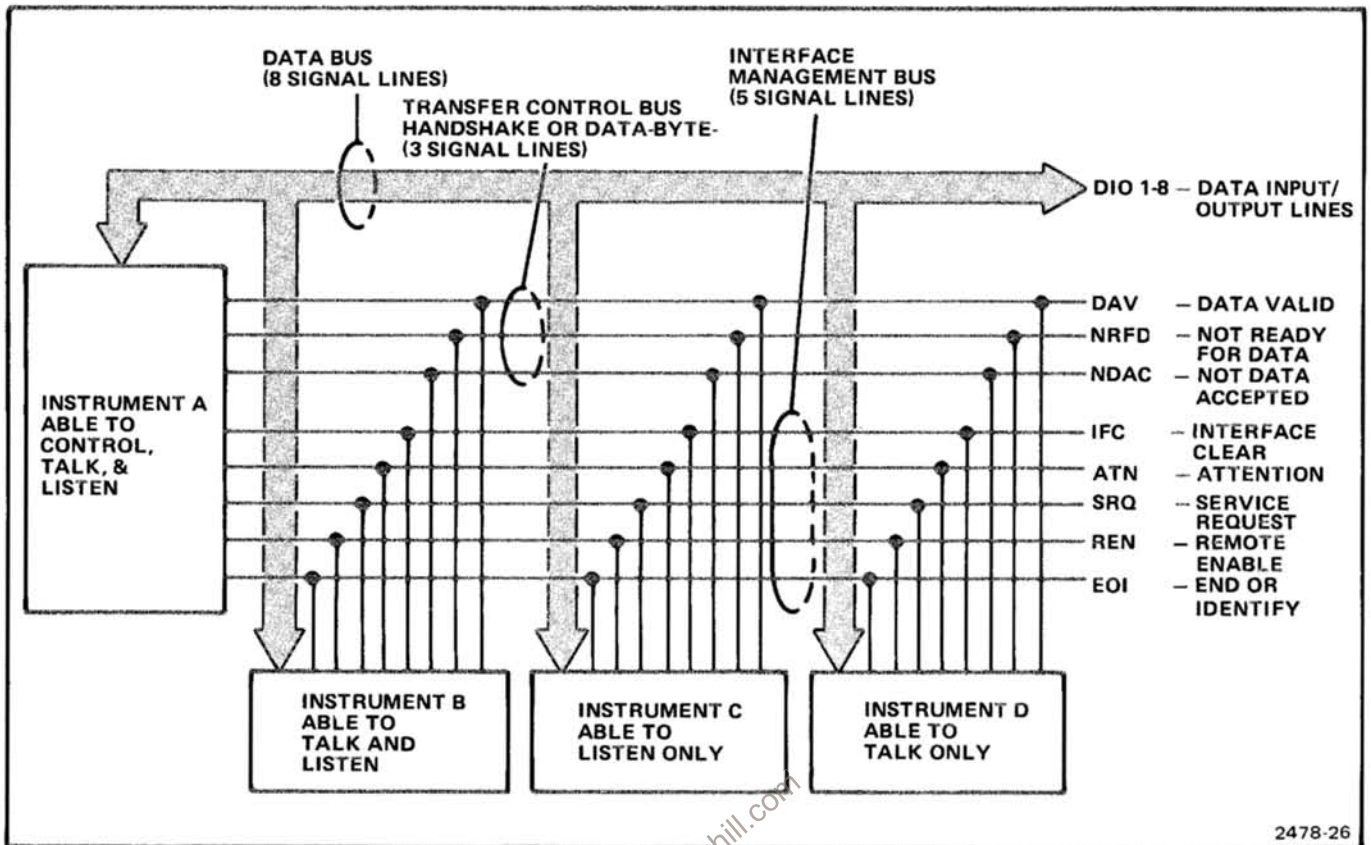 DATA BUS
(8 SIGNAL LINES)
TRANSFER CONTROL BUS
HANDSHAKE OR DATA-BYTE-
(3 SIGNAL LINES)
INTERFACE
MANAGEMENT BUS
(5 SIGNAL LINES)
DIO 1-8 – DATA INPUT/
OUTPUT LINES
INSTRUMENT A
ABLE TO
CONTROL,
TALK, &
LISTEN
DAV – DATA VALID
NRFD – NOT READY
FOR DATA
NDAC – NOT DATA
ACCEPTED
IFC – INTERFACE
CLEAR
ATN – ATTENTION
SRQ – SERVICE
REQUEST
REN – REMOTE
ENABLE
EOI – END OR
IDENTIFY
INSTRUMENT B
ABLE TO
TALK AND
LISTEN
INSTRUMENT C
ABLE TO
LISTEN ONLY
INSTRUMENT D
ABLE TO
TALK ONLY
hill.com
2478-26